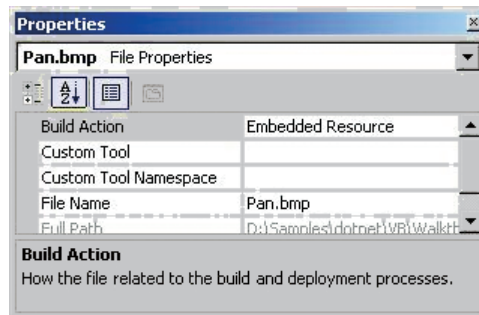 Properties
Pan.bmp File Properties
Build Action Embedded Resource
Custom Tool
Custom Tool Namespace
File Name Pan.bmp
Full Path D:\Samples\dotnet\VB\Walkth
Build Action
How the file related to the build and deployment processes.